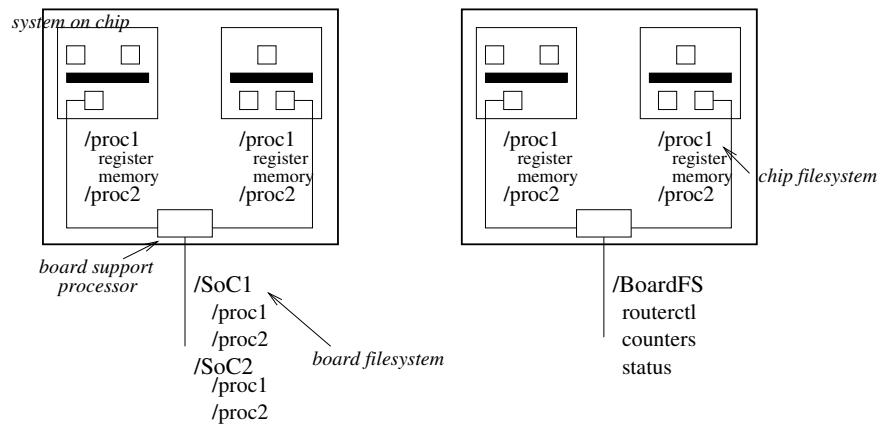 system on chip
/proc1
register
memory
/proc2
/proc1
register
memory
/proc2
board support
processor
/SoC1
/proc1
/proc2
/SoC2
/proc1
/proc2
board filesystem
/proc1
register
memory
/proc2
/proc1
register
memory
/proc2
chip filesystem
/BoardFS
routerctl
counters
status